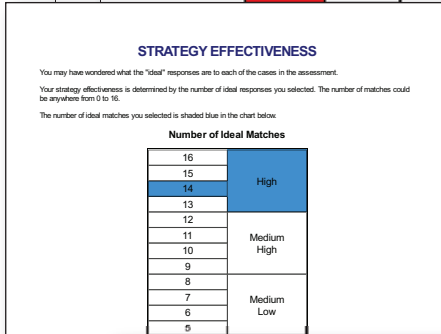 STRATEGY EFFECTIVENESS
You may have wondered what the "ideal" responses are to each of the cases in the assessment.
Your strategy effectiveness is determined by the number of ideal responses you selected. The number of matches could
be anywhere from 0 to 16.
The number of ideal matches you selected is shaded blue in the chart below.
Number of Ideal Matches
16
15
14
13
High
12
11
10
9
Medium
High
8
7
6
5
Medium
Low